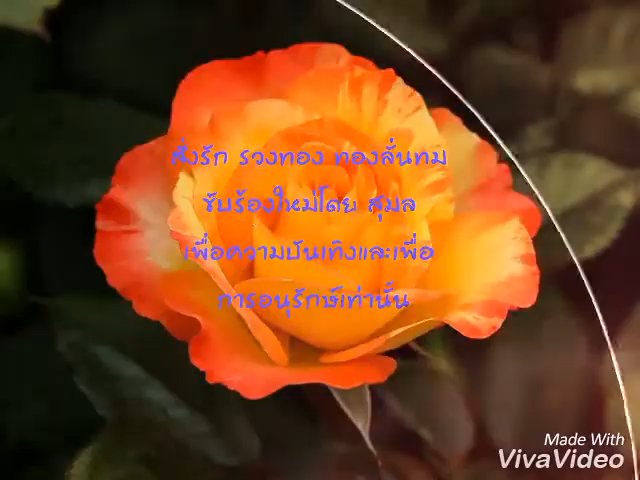 สั่งรัก รวงทอง ทองลั่นทม
ขับร้องใหม่โดย สุมล
เพื่อความบันเทิงและเพื่อ
การอนุรักษ์เท่านั้น
Made With
VivaVideo